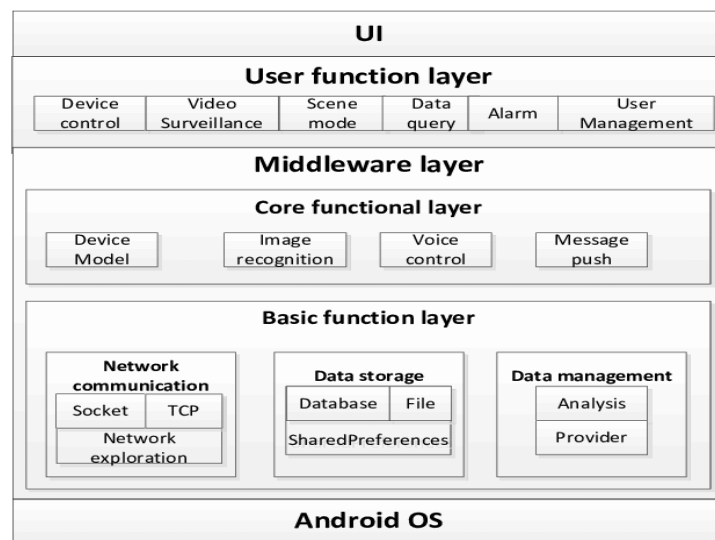 UI
User function layer
Device control
Video Surveillance
Scene mode
Data query
Alarm
User Management
Middleware layer
Core functional layer
Device Model
Image recognition
Voice control
Message push
Basic function layer
Network communication
Socket
TCP
Network exploration
Data storage
Database
File
SharedPreferences
Data management
Analysis
Provider
Android OS